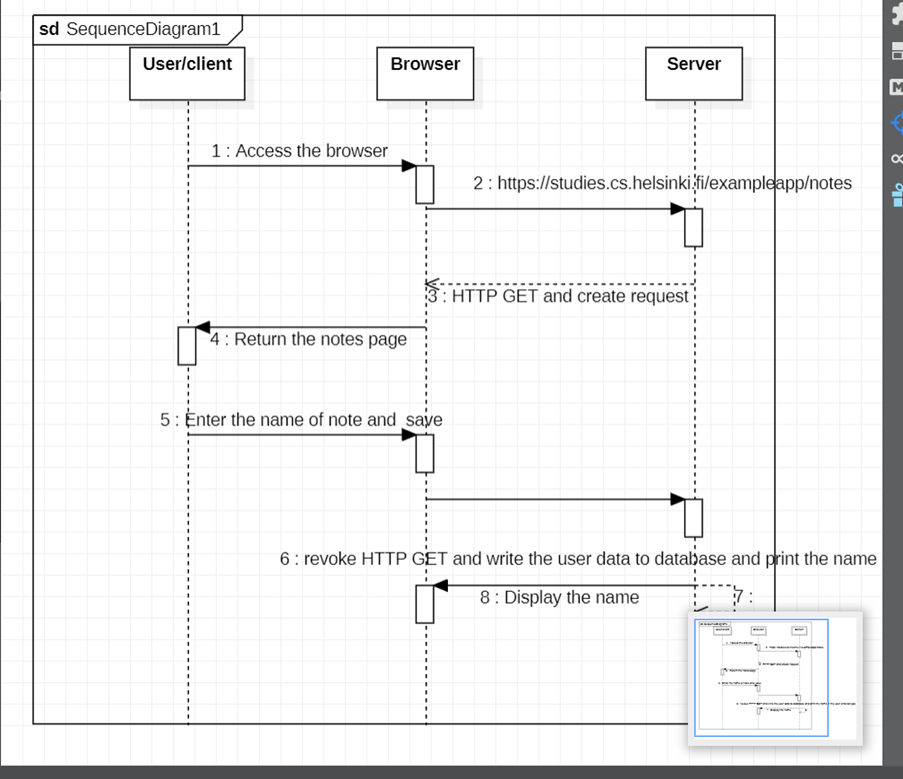 sd SequenceDiagram1
User/client
Browser
Server
1 : Access the browser
2 : https://studies.cs.helsinki.fi/exampleapp/notes
3 : HTTP GET and create request
4 : Return the notes page
5 : Enter the name of note and  save
6 : revoke HTTP GET and write the user data to database and print the name
7 :
8 : Display the name
M